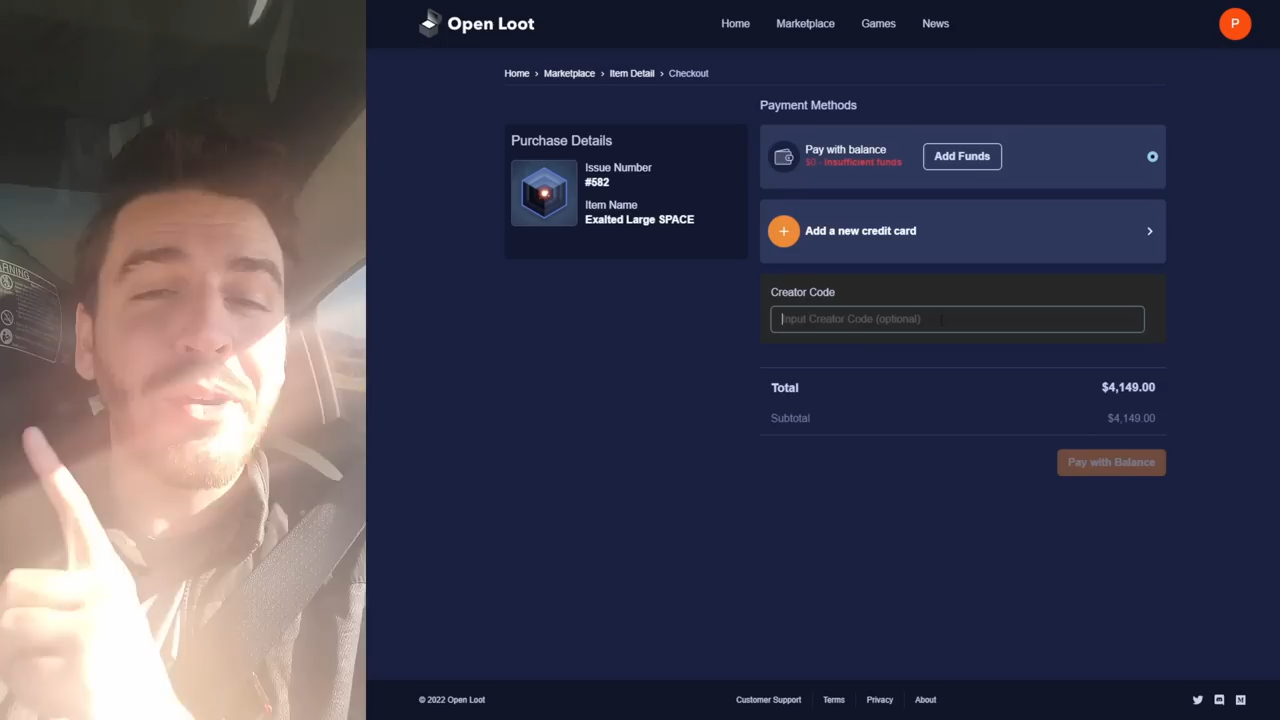 WARNING
Open Loot
Home
Marketplace
Games
News
P
Home › Marketplace › Item Detail › Checkout
Purchase Details
Issue Number
#582
Item Name
Exalted Large SPACE
Payment Methods
Pay with balance
$0 - Insufficient funds
Add Funds
+
Add a new credit card
Creator Code
Input Creator Code (optional)
Total
$4,149.00
Subtotal
$4,149.00
Pay with Balance
© 2022 Open Loot
Customer Support
Terms
Privacy
About